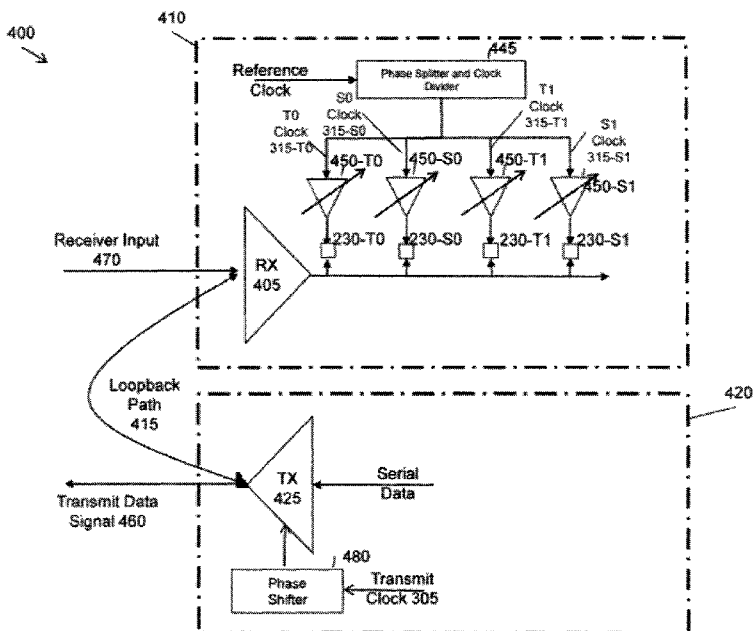 400
410
445
Reference
Clock
Phase Splitter and Clock
Divider
T0
Clock
315-T0
S0
Clock
315-S0
T1
Clock
315-T1
S1
Clock
315-S1
450-T0
450-S0
450-T1
450-S1
230-T0
230-S0
230-T1
230-S1
Receiver Input
470
RX
405
Loopback
Path
415
420
TX
425
Serial
Data
Transmit Data
Signal 460
480
Phase
Shifter
Transmit
Clock 305